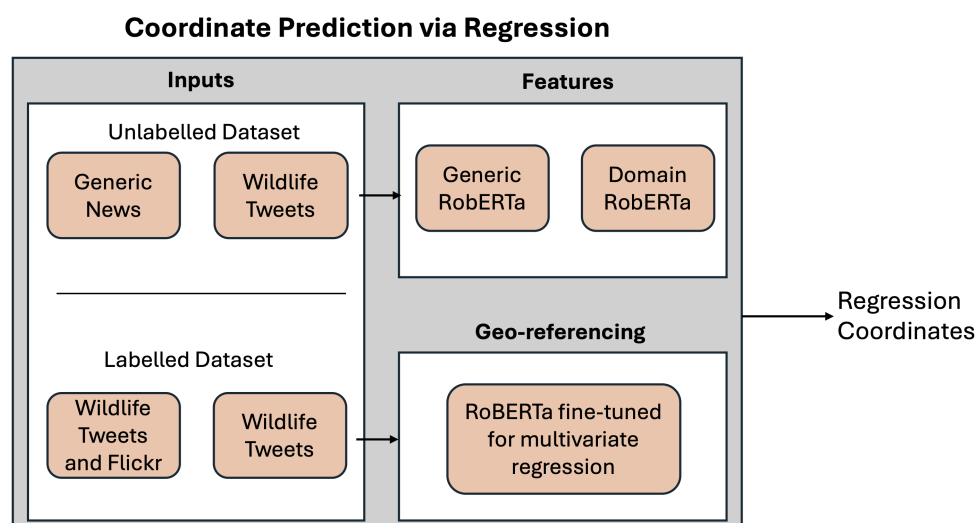 Coordinate Prediction via Regression
Inputs
Unlabelled Dataset
Generic
News
Wildlife
Tweets
Labelled Dataset
Wildlife
Tweets
and Flickr
Wildlife
Tweets
Features
Generic
RobERTa
Domain
RobERTa
Geo-referencing
RoBERTa fine-tuned
for multivariate
regression
Regression
Coordinates